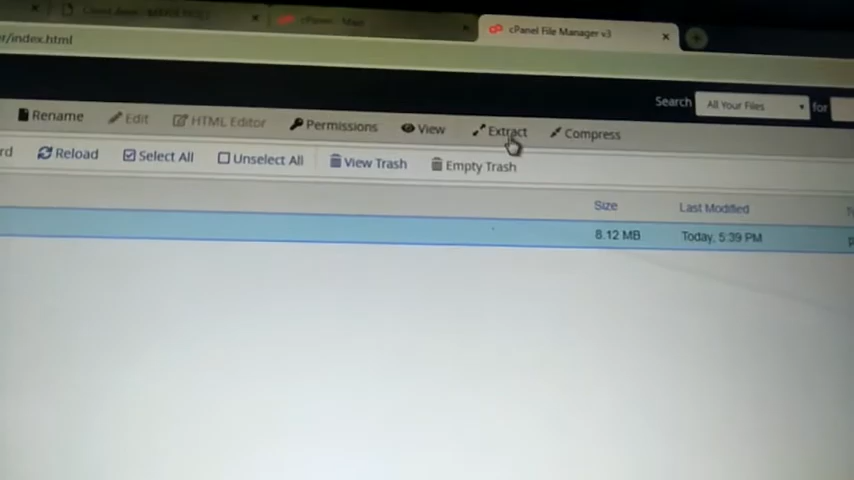 cPanel File Manager v3
er/index.html
Search All Your Files for
Rename Edit HTML Editor Permissions View Extract Compress
rd Reload Select All Unselect All View Trash Empty Trash
Size Last Modified
8.12 MB Today, 5:39 PM